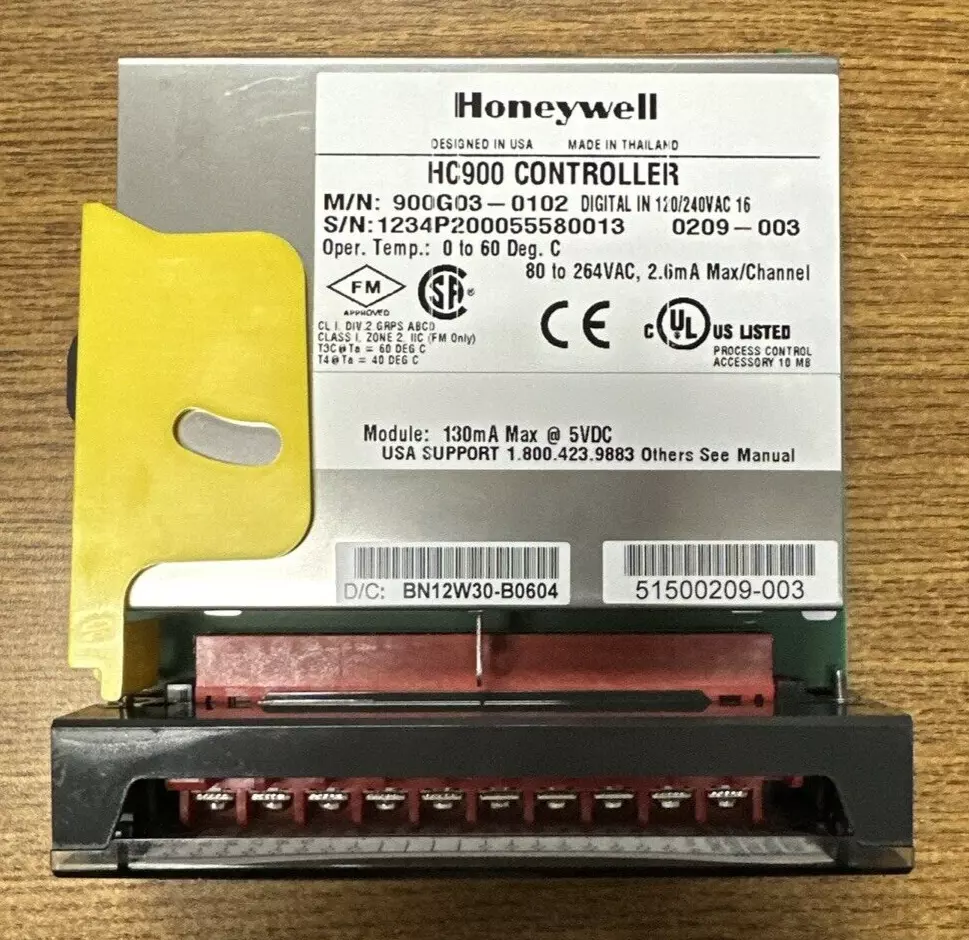 Honeywell
DESIGNED IN USA MADE IN THAILAND
HC900 CONTROLLER
M/N: 900G03-0102 DIGITAL IN 120/240VAC 16
S/N:1234P200055580013 0209-003
Oper. Temp.: 0 to 60 Deg. C
80 to 264VAC, 2.6mA Max/Channel
FM
APPROVED
SA
®
CE
C UL US LISTED
CL I, DIV.2 GRPS ABCD
CLASS I, ZONE 2, IIC (FM Only)
T3C@Ta = 60 DEG C
T4@Ta = 40 DEG C
PROCESS CONTROL
ACCESSORY 10 MB
Module: 130mA Max @ 5VDC
USA SUPPORT 1.800.423.9883 Others See Manual
D/C: BN12W30-B0604
51500209-003